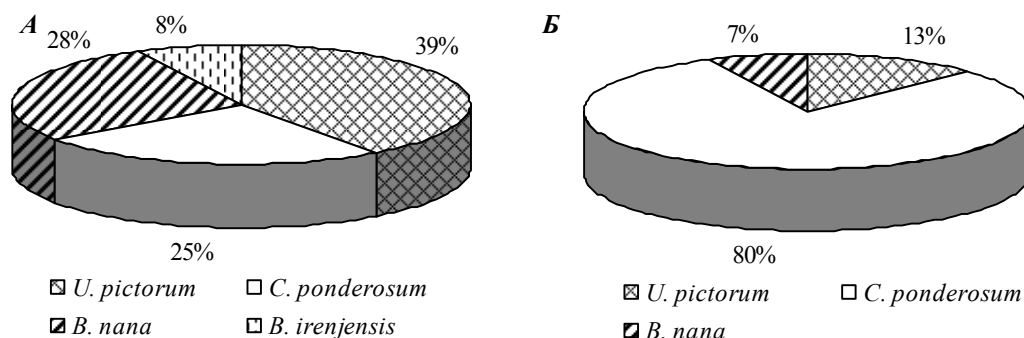 А
8%
28%
39%
25%
U. pictorum C. ponderosum
B. nana B. irenjensis
Б
7%
13%
80%
U. pictorum C. ponderosum
B. nana